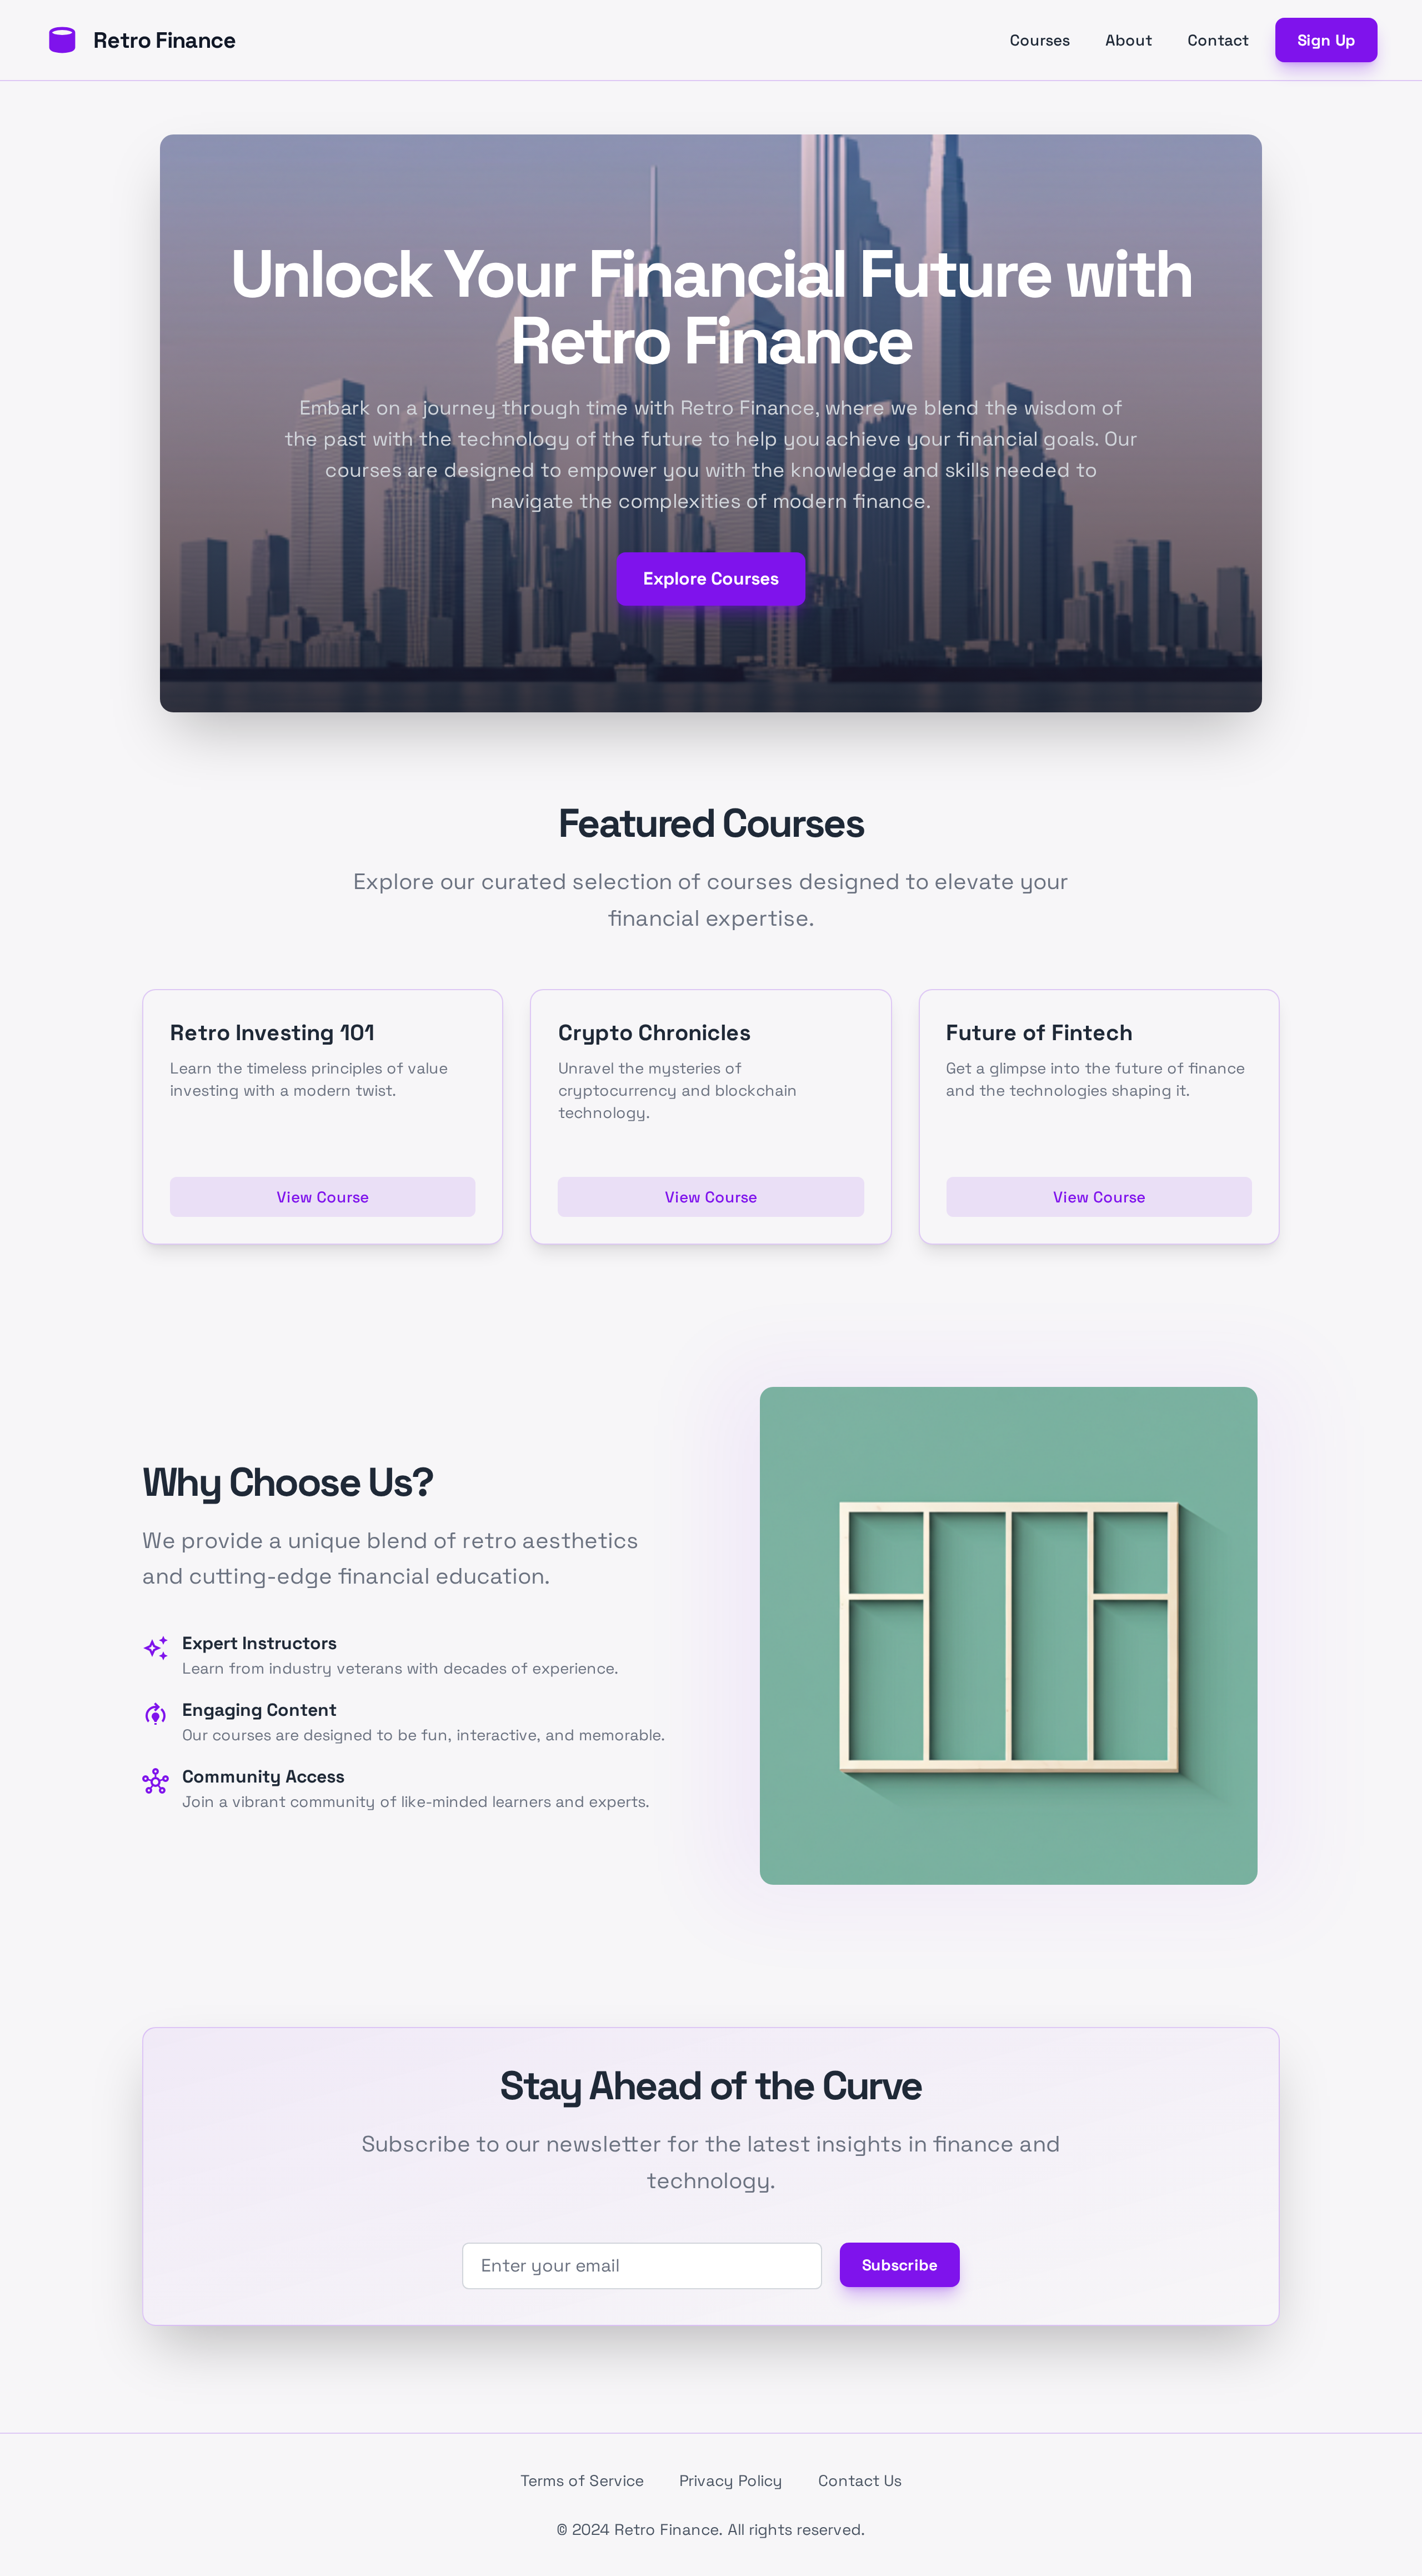 Retro Finance
Courses
About
Contact
Sign Up
Unlock Your Financial Future with
Retro Finance
Embark on a journey through time with Retro Finance, where we blend the wisdom of
the past with the technology of the future to help you achieve your financial goals. Our
courses are designed to empower you with the knowledge and skills needed to
navigate the complexities of modern finance.
Explore Courses
Featured Courses
Explore our curated selection of courses designed to elevate your
financial expertise.
Retro Investing 101
Learn the timeless principles of value
investing with a modern twist.
View Course
Crypto Chronicles
Unravel the mysteries of
cryptocurrency and blockchain
technology.
View Course
Future of Fintech
Get a glimpse into the future of finance
and the technologies shaping it.
View Course
Why Choose Us?
We provide a unique blend of retro aesthetics
and cutting-edge financial education.
Expert Instructors
Learn from industry veterans with decades of experience.
Engaging Content
Our courses are designed to be fun, interactive, and memorable.
Community Access
Join a vibrant community of like-minded learners and experts.
Stay Ahead of the Curve
Subscribe to our newsletter for the latest insights in finance and
technology.
Enter your email
Subscribe
Terms of Service
Privacy Policy
Contact Us
© 2024 Retro Finance. All rights reserved.